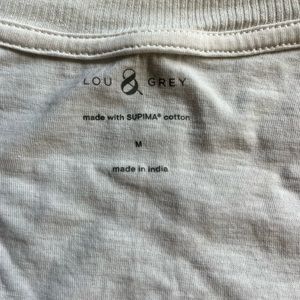 LOU & GREY
made with SUPIMA® cotton
M
made in india